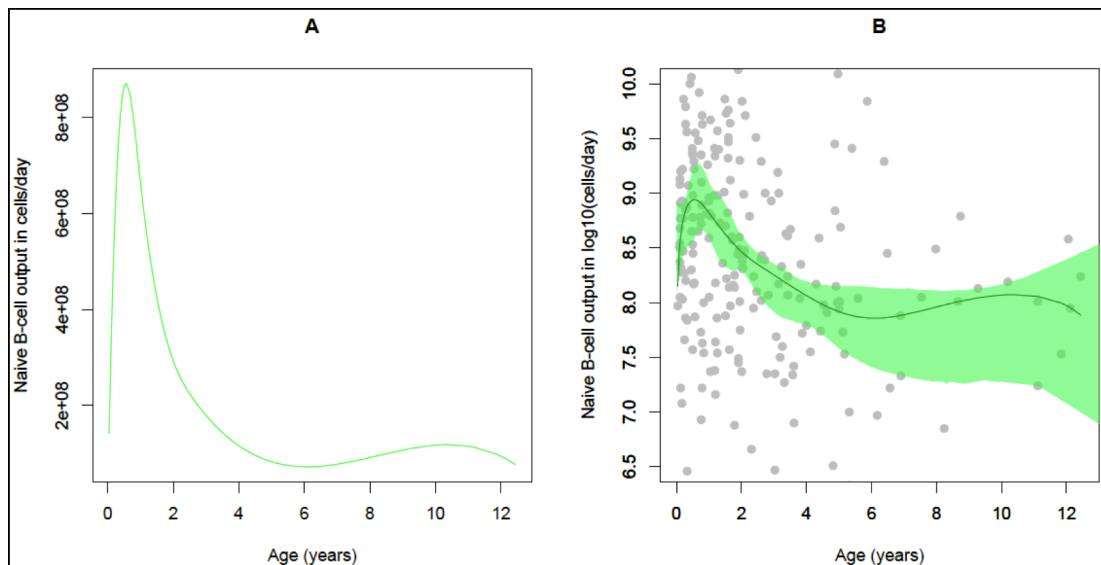 A
Naive B-cell output in cells/day
8e+08
6e+08
4e+08
2e+08
0 2 4 6 8 10 12
Age (years)
B
Naive B-cell output in log10(cells/day)
10.0
9.5
9.0
8.5
8.0
7.5
7.0
6.5
0 2 4 6 8 10 12
Age (years)